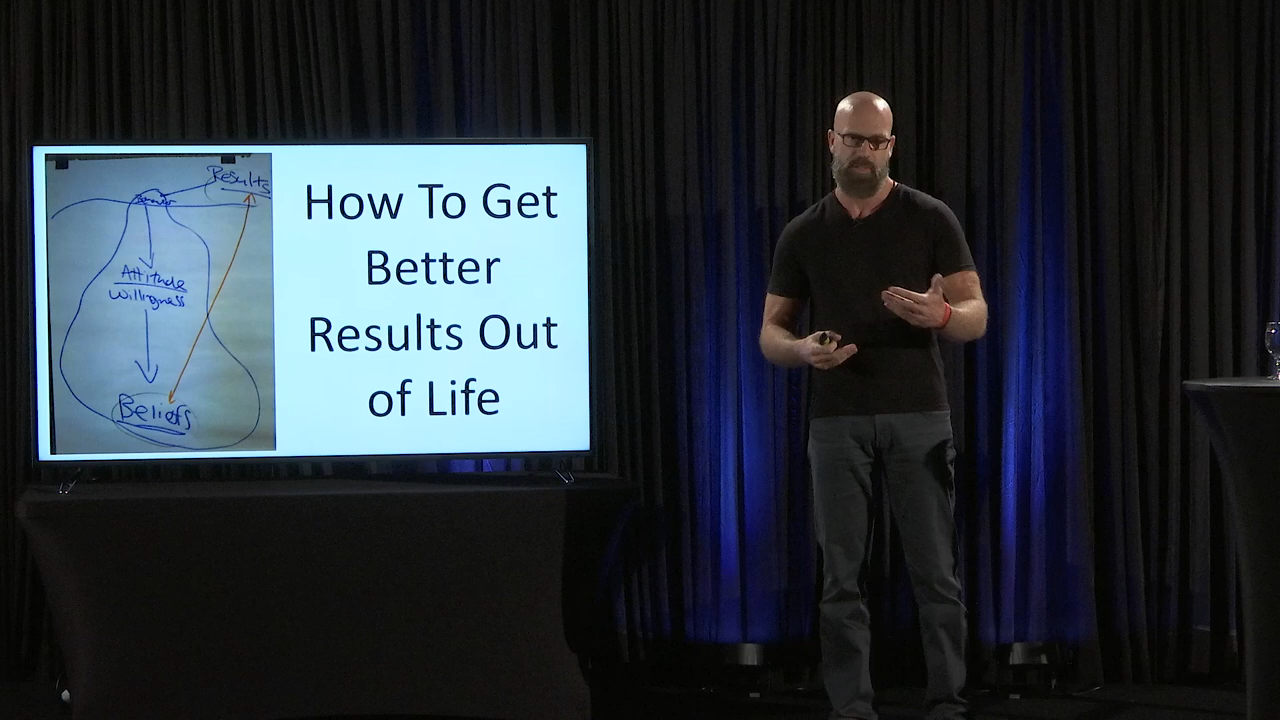 Results
Attitude
Willingness
Beliefs
How To Get
Better
Results Out
of Life